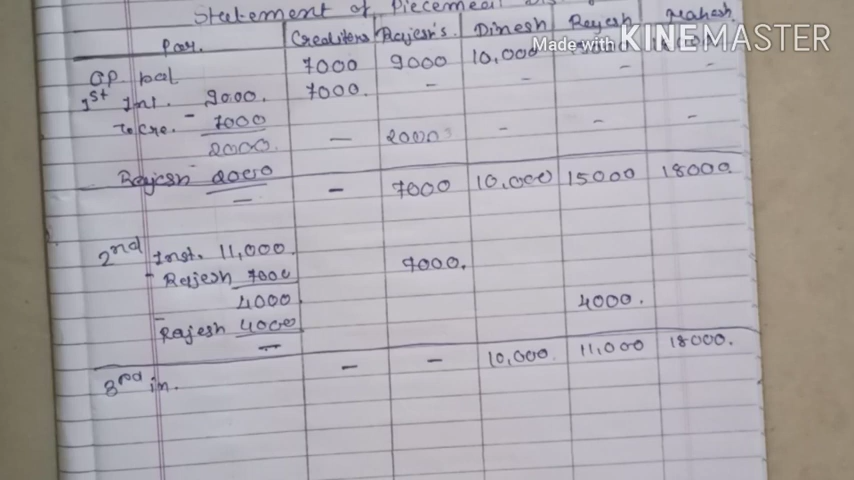 Statement of Piecemeal
Par. Creditors Rajesh's. Dinesh Rajesh Mahesh.
Made with KINEMASTER
OP bal 7000 9000 10,000
1st Int. 9000. 7000. - - - -
To Cre. - 7000
2000. - 2000 - - -
Rajesh 2000
- - 7000 10,000 15000 18000
2nd Inst. 11,000. 7000.
- Rajesh 7000
4000 4000.
- Rajesh 4000
- - - 10,000. 11,000 18000.
3rd in.